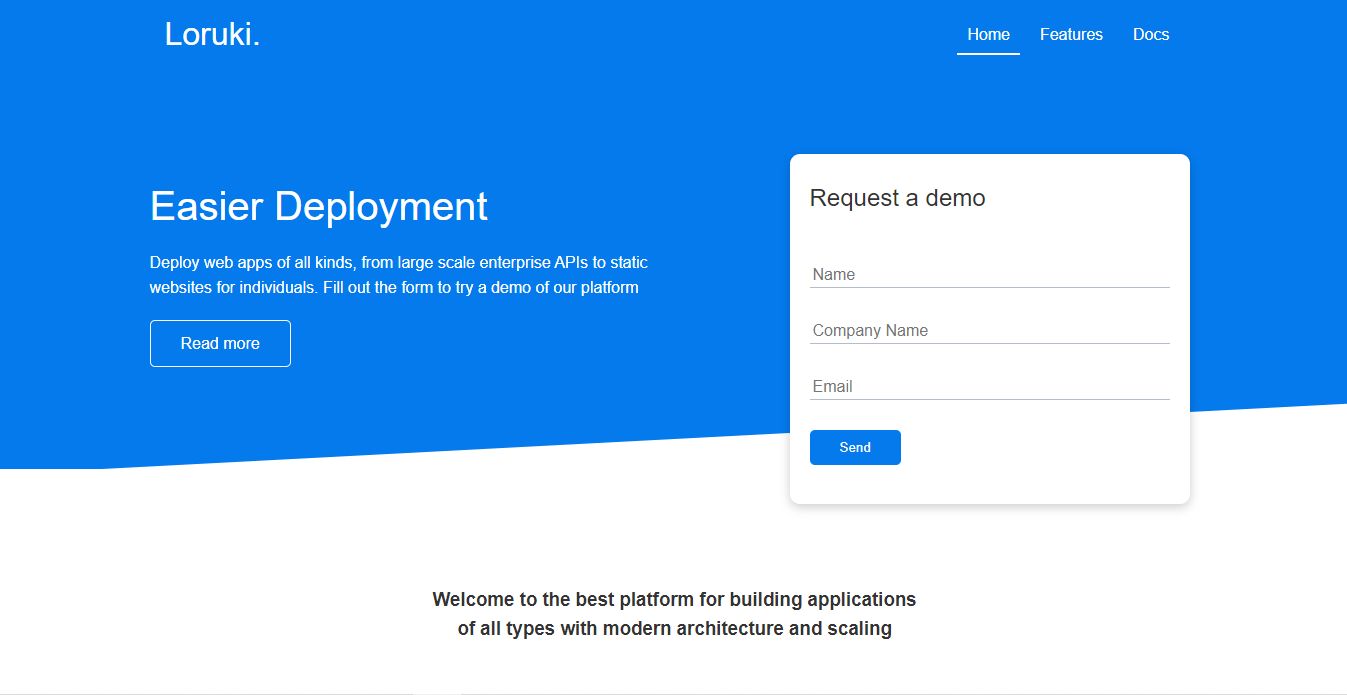 Loruki.
Home
Features
Docs
Easier Deployment
Deploy web apps of all kinds, from large scale enterprise APIs to static
websites for individuals. Fill out the form to try a demo of our platform
Read more
Request a demo
Name
Company Name
Email
Send
Welcome to the best platform for building applications
of all types with modern architecture and scaling